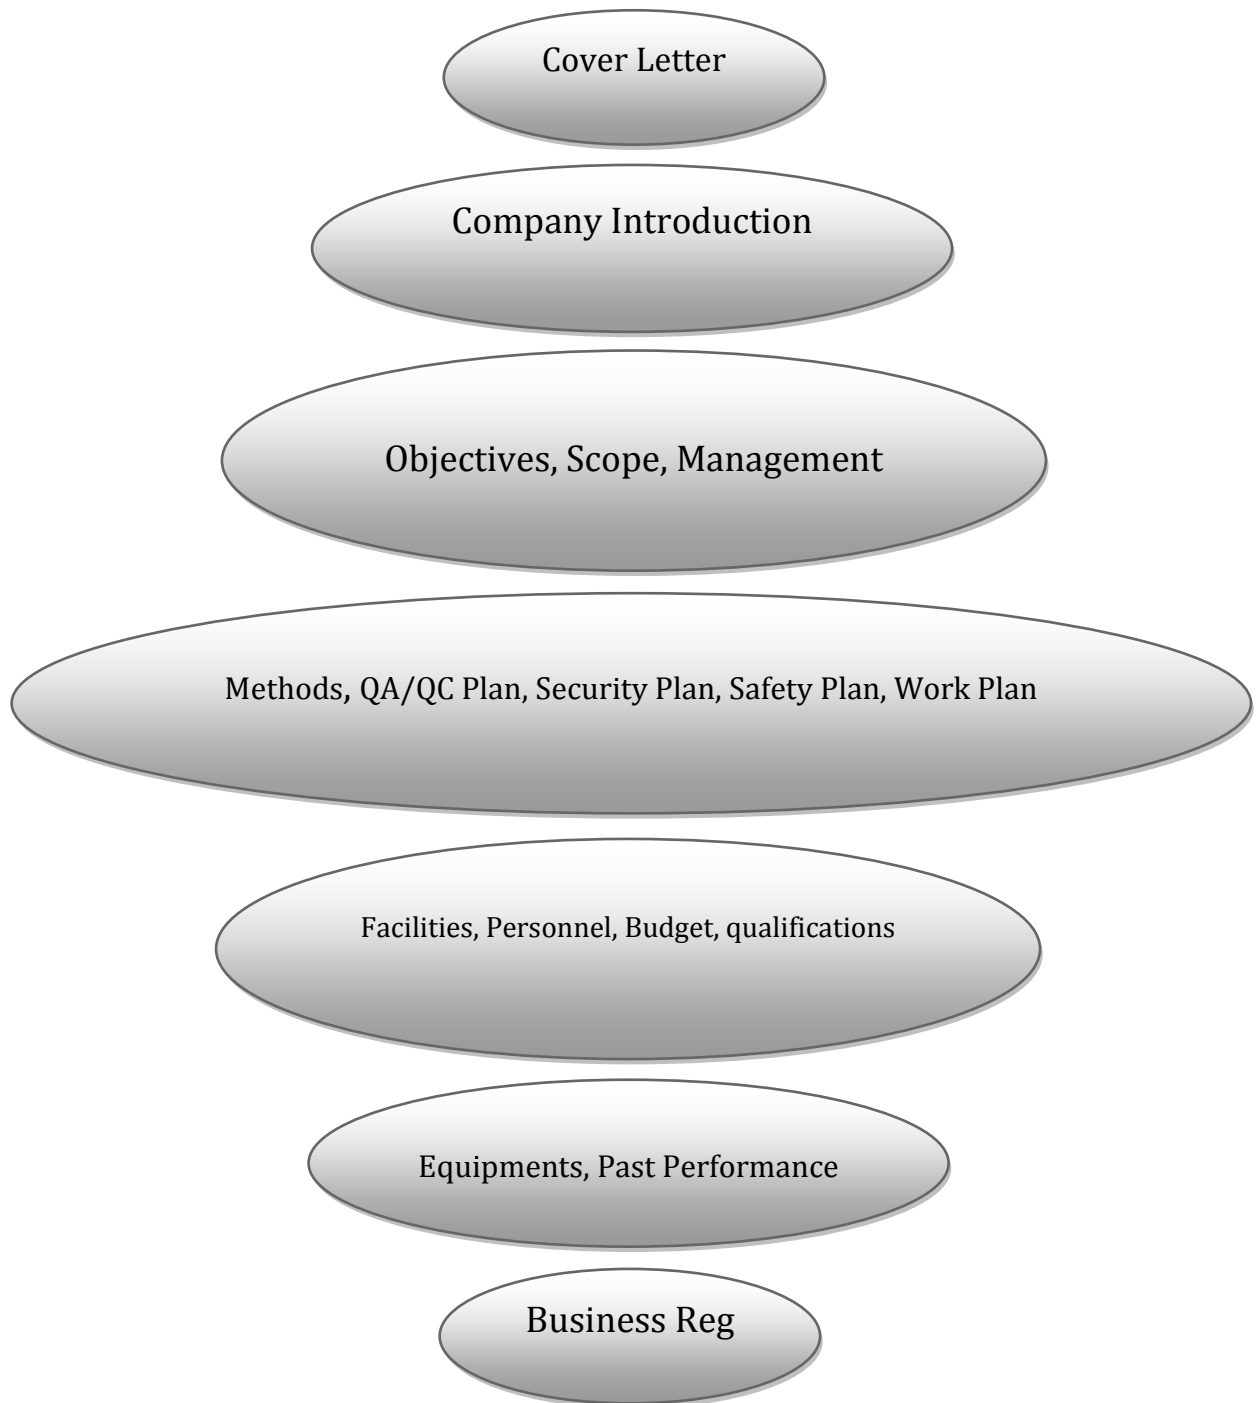 Cover Letter
Company Introduction
Objectives, Scope, Management
Methods, QA/QC Plan, Security Plan, Safety Plan, Work Plan
Facilities, Personnel, Budget, qualifications
Equipments, Past Performance
Business Reg